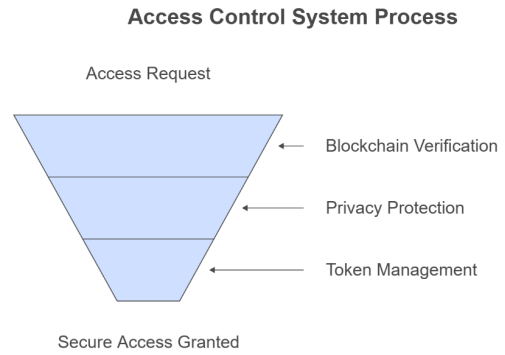 Access Control System Process
Access Request
Blockchain Verification
Privacy Protection
Token Management
Secure Access Granted